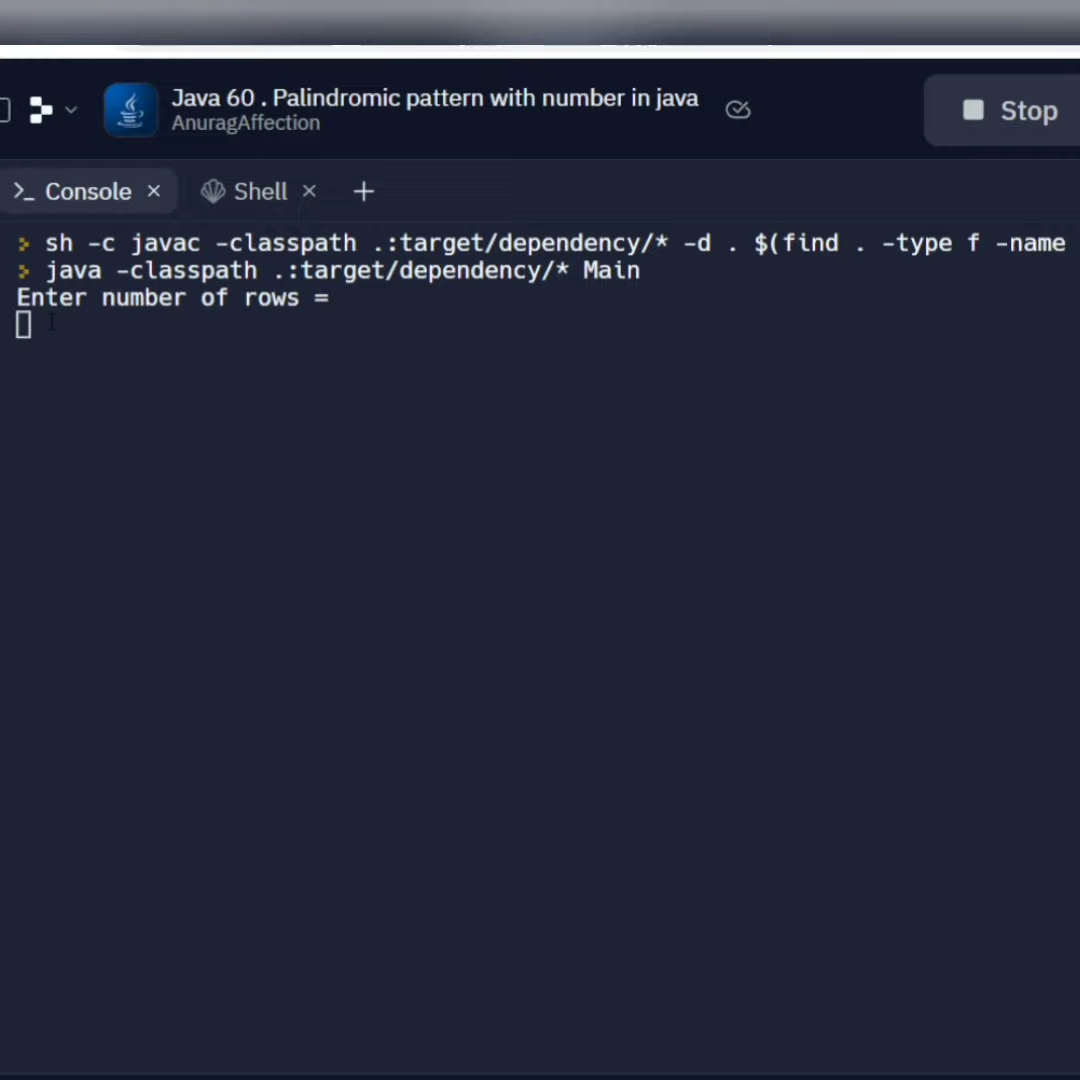 Java 60 . Palindromic pattern with number in java
AnuragAffection
Stop
Console
Shell
sh -c javac -classpath .:target/dependency/* -d . $(find . -type f -name
java -classpath .:target/dependency/* Main
Enter number of rows =